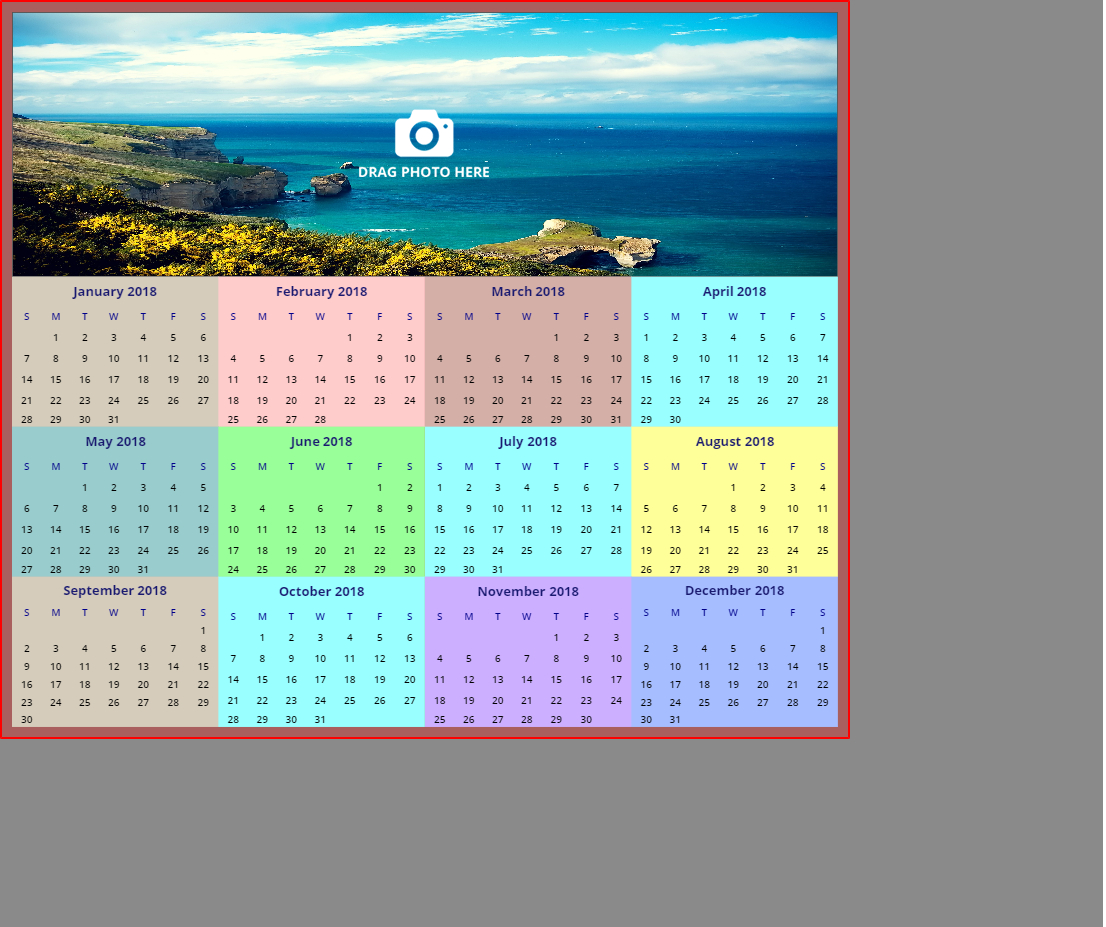 DRAG PHOTO HERE
January 2018
S M T W T F S
1 2 3 4 5 6
7 8 9 10 11 12 13
14 15 16 17 18 19 20
21 22 23 24 25 26 27
28 29 30 31
February 2018
S M T W T F S
1 2 3
4 5 6 7 8 9 10
11 12 13 14 15 16 17
18 19 20 21 22 23 24
25 26 27 28
March 2018
S M T W T F S
1 2 3
4 5 6 7 8 9 10
11 12 13 14 15 16 17
18 19 20 21 22 23 24
25 26 27 28 29 30 31
April 2018
S M T W T F S
1 2 3 4 5 6 7
8 9 10 11 12 13 14
15 16 17 18 19 20 21
22 23 24 25 26 27 28
29 30
May 2018
S M T W T F S
1 2 3 4 5
6 7 8 9 10 11 12
13 14 15 16 17 18 19
20 21 22 23 24 25 26
27 28 29 30 31
June 2018
S M T W T F S
1 2
3 4 5 6 7 8 9
10 11 12 13 14 15 16
17 18 19 20 21 22 23
24 25 26 27 28 29 30
July 2018
S M T W T F S
1 2 3 4 5 6 7
8 9 10 11 12 13 14
15 16 17 18 19 20 21
22 23 24 25 26 27 28
29 30 31
August 2018
S M T W T F S
1 2 3 4
5 6 7 8 9 10 11
12 13 14 15 16 17 18
19 20 21 22 23 24 25
26 27 28 29 30 31
September 2018
S M T W T F S
1
2 3 4 5 6 7 8
9 10 11 12 13 14 15
16 17 18 19 20 21 22
23 24 25 26 27 28 29
30
October 2018
S M T W T F S
1 2 3 4 5 6
7 8 9 10 11 12 13
14 15 16 17 18 19 20
21 22 23 24 25 26 27
28 29 30 31
November 2018
S M T W T F S
1 2 3
4 5 6 7 8 9 10
11 12 13 14 15 16 17
18 19 20 21 22 23 24
25 26 27 28 29 30
December 2018
S M T W T F S
1
2 3 4 5 6 7 8
9 10 11 12 13 14 15
16 17 18 19 20 21 22
23 24 25 26 27 28 29
30 31